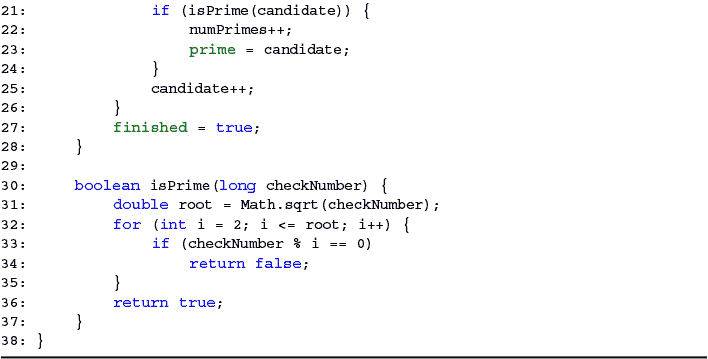 21:             if (isPrime(candidate)) {
22:                 numPrimes++;
23:                 prime = candidate;
24:             }
25:             candidate++;
26:         }
27:         finished = true;
28:     }
29:
30:     boolean isPrime(long checkNumber) {
31:         double root = Math.sqrt(checkNumber);
32:         for (int i = 2; i <= root; i++) {
33:             if (checkNumber % i == 0)
34:                 return false;
35:         }
36:         return true;
37:     }
38: }